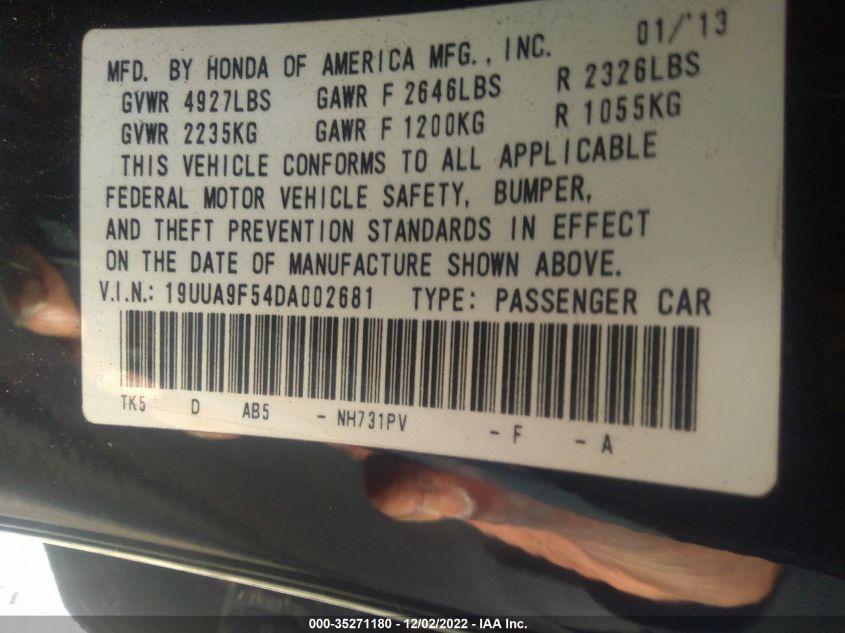 01/'13
MFD. BY HONDA OF AMERICA MFG., INC.
GVWR 4927LBS GAWR F 2646LBS R 2326LBS
GVWR 2235KG GAWR F 1200KG R 1055KG
THIS VEHICLE CONFORMS TO ALL APPLICABLE
FEDERAL MOTOR VEHICLE SAFETY, BUMPER,
AND THEFT PREVENTION STANDARDS IN EFFECT
ON THE DATE OF MANUFACTURE SHOWN ABOVE.
V.I.N.: 19UUA9F54DA002681 TYPE: PASSENGER CAR
TK5 D AB5 - NH731PV - F - A
000-35271180 - 12/02/2022 - IAA Inc.